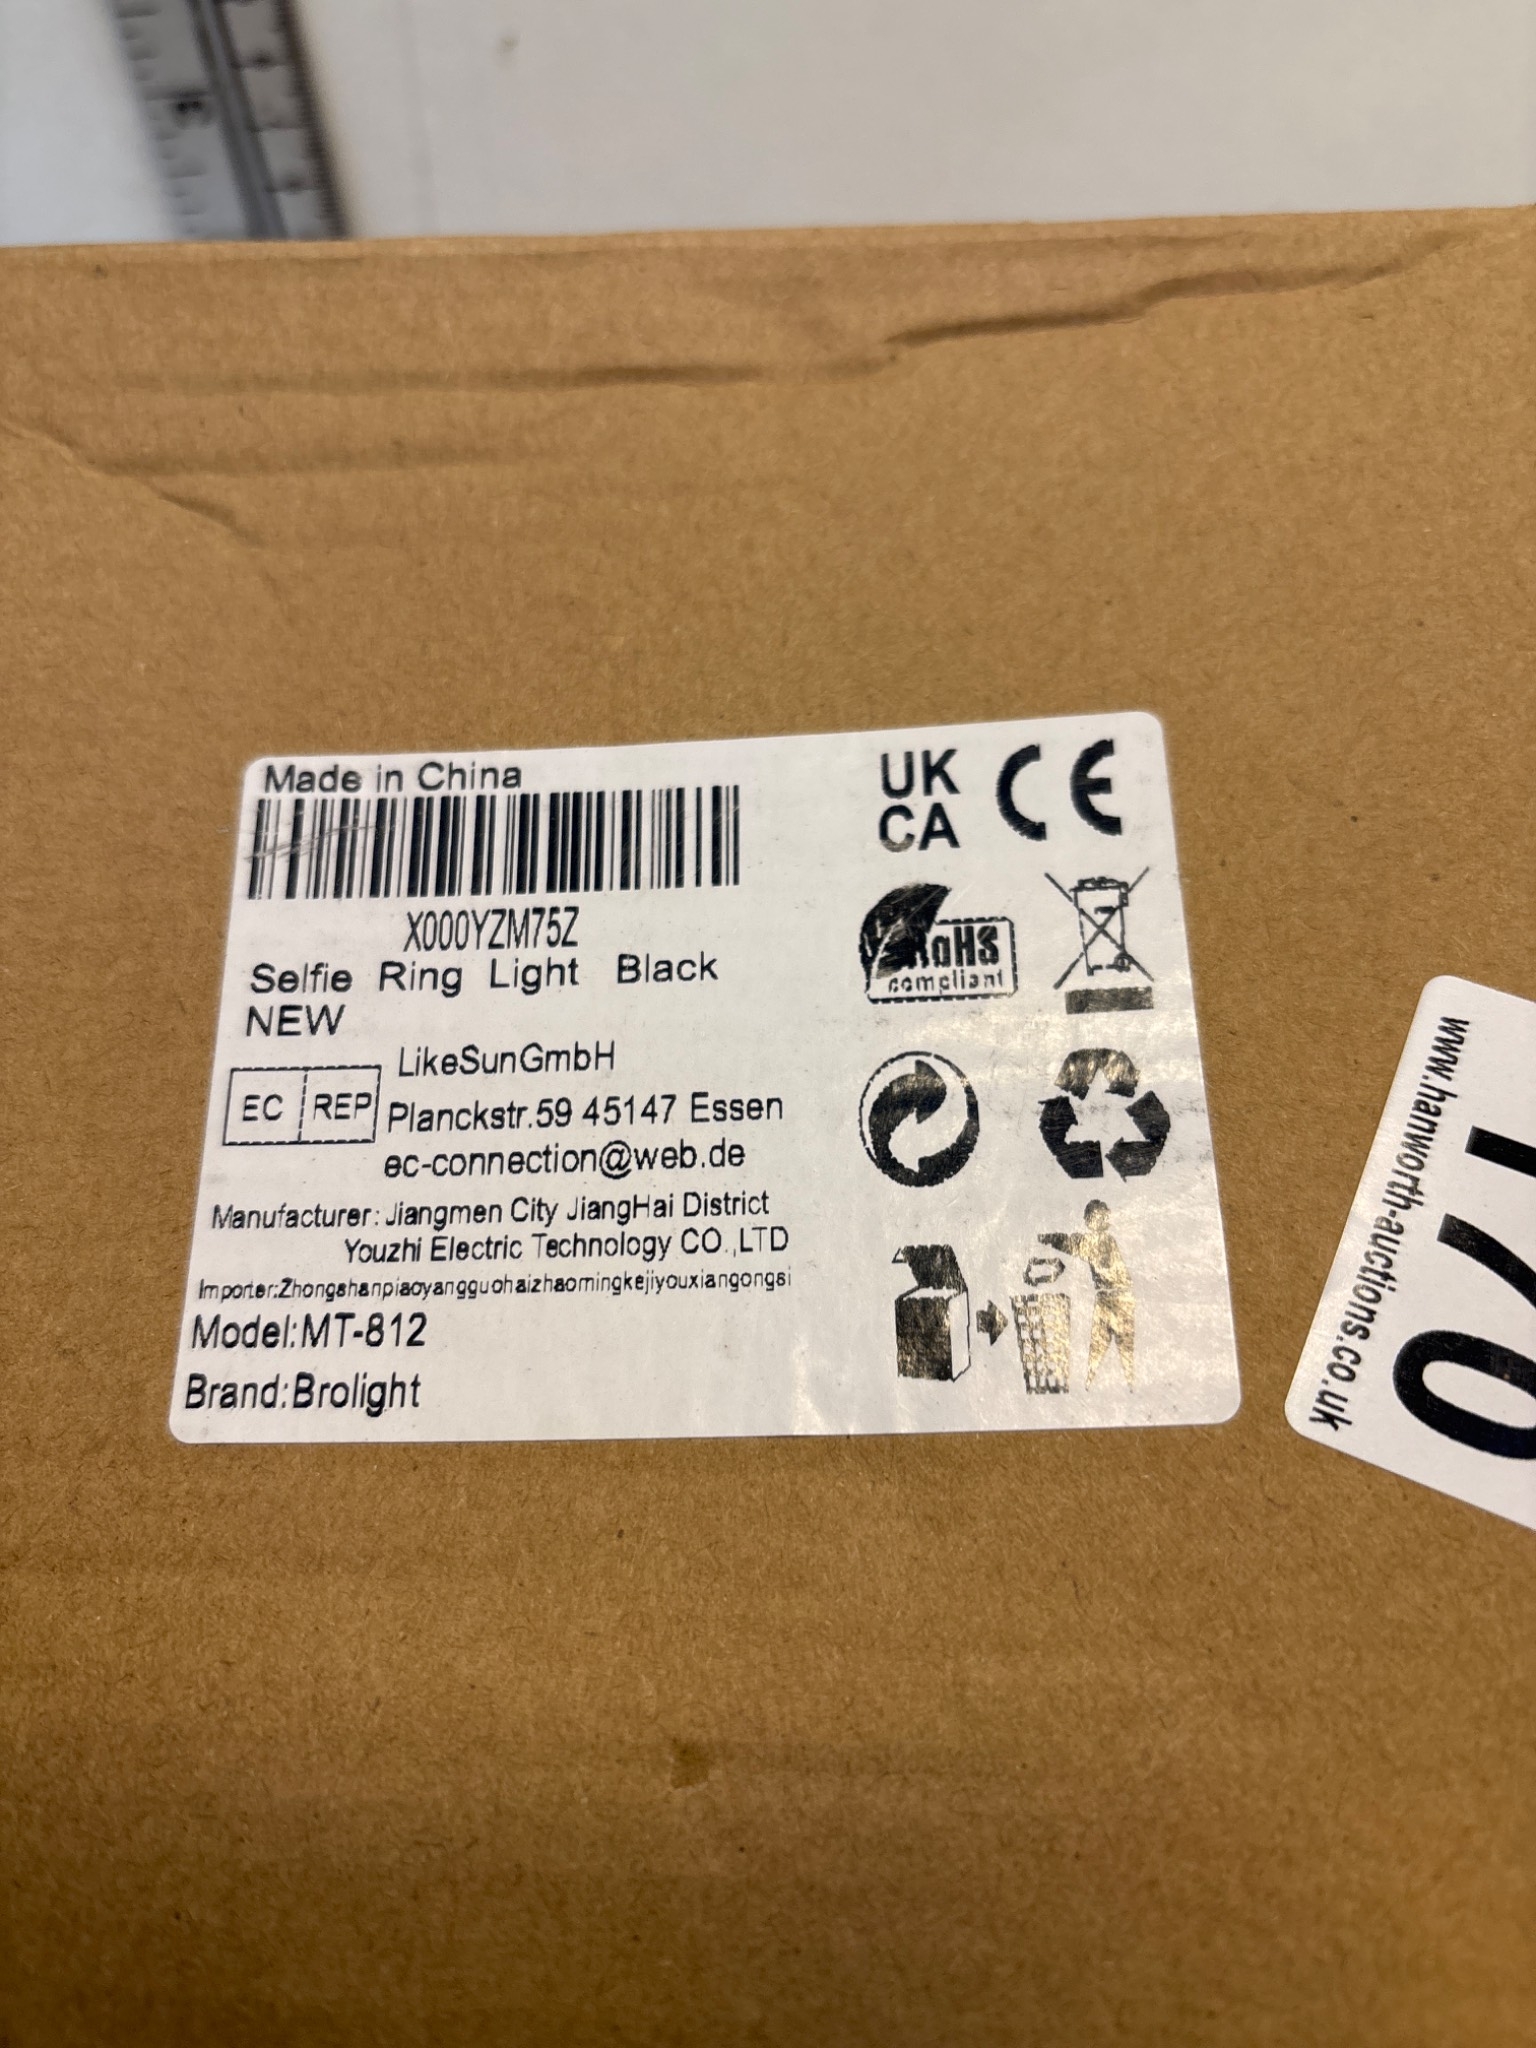 Made in China
X000YZM75Z
Selfie Ring Light Black
NEW
EC REP
LikeSunGmbH
Planckstr.59 45147 Essen
ec-connection@web.de
Manufacturer: Jiangmen City JiangHai District
Youzhi Electric Technology CO.,LTD
Importer:Zhongshanpiaoyangguohaizhaomingkejiyouxiangongsi
Model:MT-812
Brand:Brolight
UK
CA
CE
RoHS
compliant
www.hanworth-auctions.co.uk
170